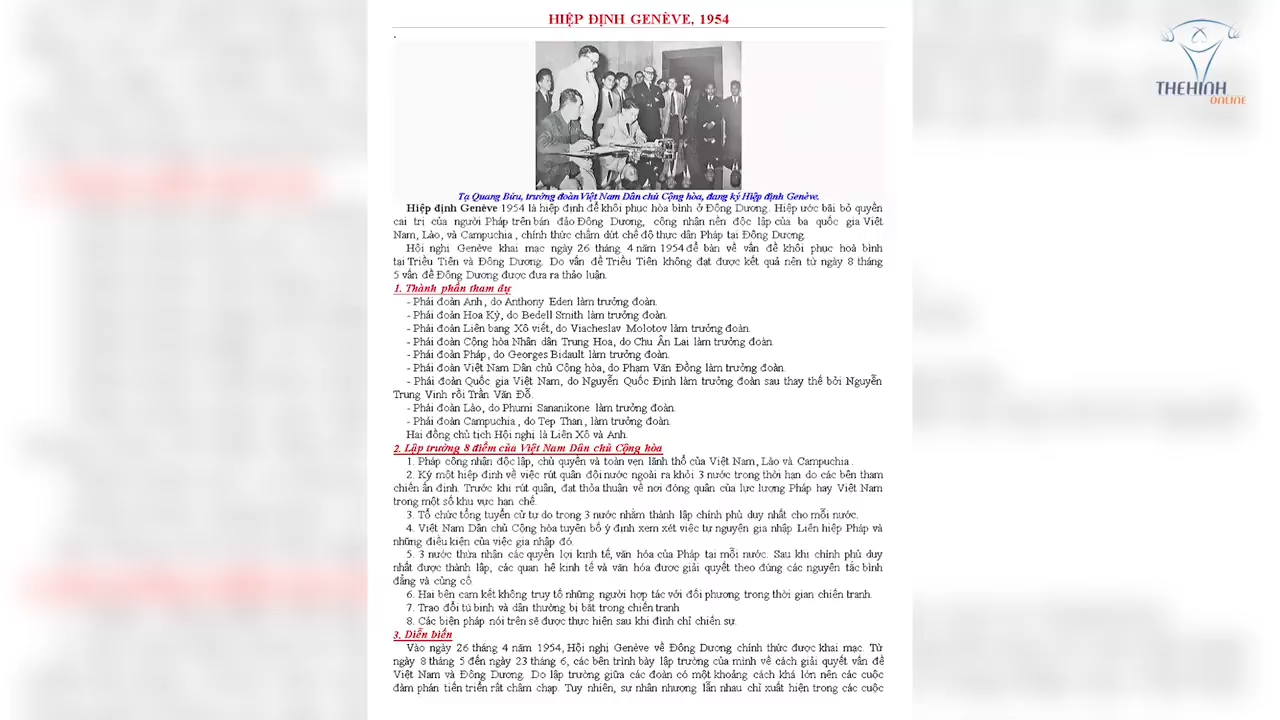 HIỆP ĐỊNH GENÈVE, 1954
THEHINH
ONLINE
Tạ Quang Bửu, trưởng đoàn Việt Nam Dân chủ Cộng hòa, đang ký Hiệp định Genève.
Hiệp định Genève 1954 là hiệp định để khôi phục hòa bình ở Đông Dương. Hiệp ước bãi bỏ quyền
cai trị của người Pháp trên bán đảo Đông Dương, công nhận nền độc lập của ba quốc gia Việt
Nam, Lào, và Campuchia, chính thức chấm dứt chế độ thực dân Pháp tại Đông Dương.
Hội nghị Genève khai mạc ngày 26 tháng 4 năm 1954 để bàn về vấn đề khôi phục hoà bình
tại Triều Tiên và Đông Dương. Do vấn đề Triều Tiên không đạt được kết quả nên từ ngày 8 tháng
5 vấn đề Đông Dương được đưa ra thảo luận.
1. Thành phần tham dự
- Phái đoàn Anh, do Anthony Eden làm trưởng đoàn.
- Phái đoàn Hoa Kỳ, do Bedell Smith làm trưởng đoàn.
- Phái đoàn Liên bang Xô viết, do Viacheslav Molotov làm trưởng đoàn.
- Phái đoàn Cộng hòa Nhân dân Trung Hoa, do Chu Ân Lai làm trưởng đoàn.
- Phái đoàn Pháp, do Georges Bidault làm trưởng đoàn.
- Phái đoàn Việt Nam Dân chủ Cộng hòa, do Phạm Văn Đồng làm trưởng đoàn.
- Phái đoàn Quốc gia Việt Nam, do Nguyễn Quốc Định làm trưởng đoàn sau thay thế bởi Nguyễn
Trung Vinh rồi Trần Văn Đỗ.
- Phái đoàn Lào, do Phumi Sananikone làm trưởng đoàn.
- Phái đoàn Campuchia, do Tep Than, làm trưởng đoàn.
Hai đồng chủ tịch Hội nghị là Liên Xô và Anh.
2. Lập trường 8 điểm của Việt Nam Dân chủ Cộng hòa
1. Pháp công nhận độc lập, chủ quyền và toàn vẹn lãnh thổ của Việt Nam, Lào và Campuchia.
2. Ký một hiệp định về việc rút quân đội nước ngoài ra khỏi 3 nước trong thời hạn do các bên tham
chiến ấn định. Trước khi rút quân, đạt thỏa thuận về nơi đóng quân của lực lượng Pháp hay Việt Nam
trong một số khu vực hạn chế.
3. Tổ chức tổng tuyển cử tự do trong 3 nước nhằm thành lập chính phủ duy nhất cho mỗi nước.
4. Việt Nam Dân chủ Cộng hòa tuyên bố ý định xem xét việc tự nguyện gia nhập Liên hiệp Pháp và
những điều kiện của việc gia nhập đó.
5. 3 nước thừa nhận các quyền lợi kinh tế, văn hóa của Pháp tại mỗi nước. Sau khi chính phủ duy
nhất được thành lập, các quan hệ kinh tế và văn hóa được giải quyết theo đúng các nguyên tắc bình
đẳng và củng cố.
6. Hai bên cam kết không truy tố những người hợp tác với đối phương trong thời gian chiến tranh.
7. Trao đổi tù binh và dân thường bị bắt trong chiến tranh
8. Các biện pháp nói trên sẽ được thực hiện sau khi đình chỉ chiến sự.
3. Diễn biến
Vào ngày 26 tháng 4 năm 1954, Hội nghị Genève về Đông Dương chính thức được khai mạc. Từ
ngày 8 tháng 5 đến ngày 23 tháng 6, các bên trình bày lập trường của mình về cách giải quyết vấn đề
Việt Nam và Đông Dương. Do lập trường giữa các đoàn có một khoảng cách khá lớn nên các cuộc
đàm phán tiến triển rất chậm chạp. Tuy nhiên, sự nhân nhượng lẫn nhau chỉ xuất hiện trong các cuộc